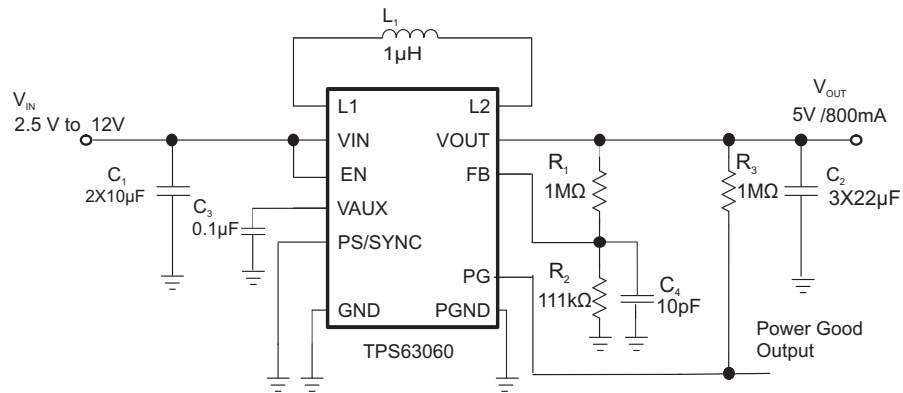 L₁
1µH
V_IN
2.5 V to 12V
L1
L2
V_OUT
5V /800mA
VIN
VOUT
C₁
2X10µF
EN
FB
R₁
1MΩ
R₃
1MΩ
C₂
3X22µF
C₃
0.1µF
VAUX
PS/SYNC
PG
R₂
111kΩ
C₄
10pF
GND
PGND
Power Good
Output
TPS63060